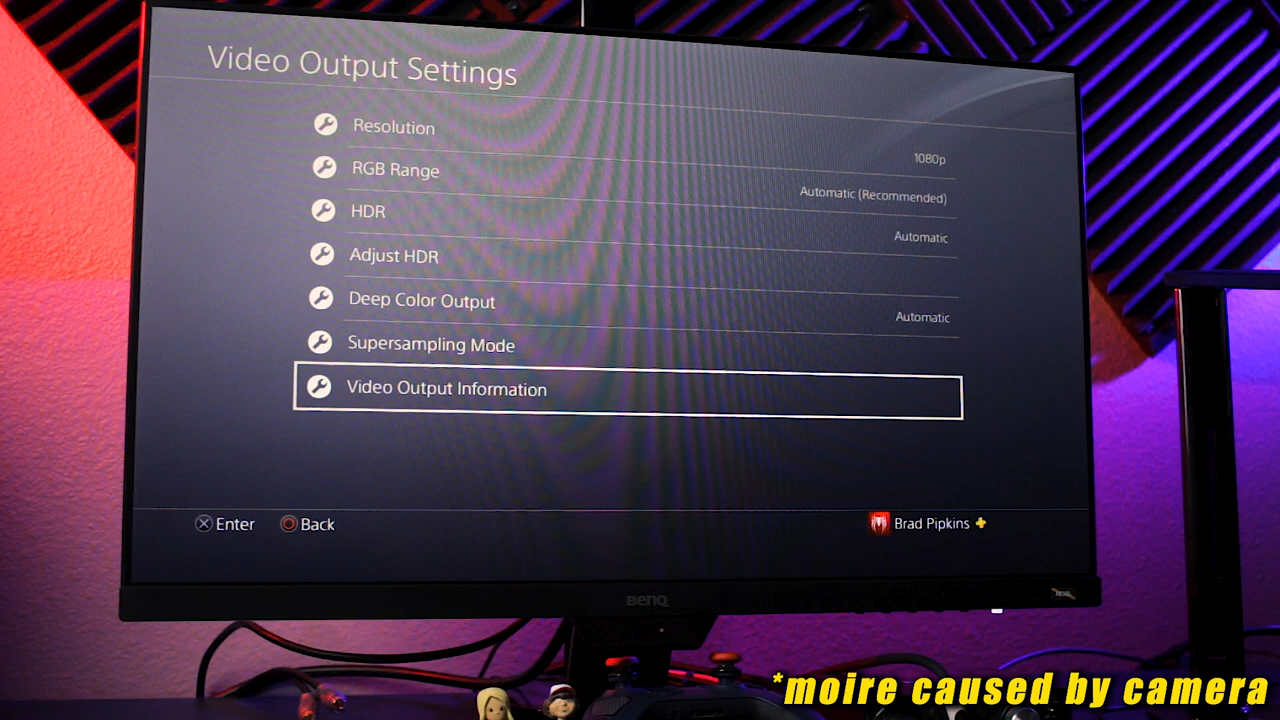 Video Output Settings
Resolution
1080p
RGB Range
Automatic (Recommended)
HDR
Automatic
Adjust HDR
Deep Color Output
Automatic
Supersampling Mode
Video Output Information
Enter
Back
Brad Pipkins
BenQ
*moire caused by camera